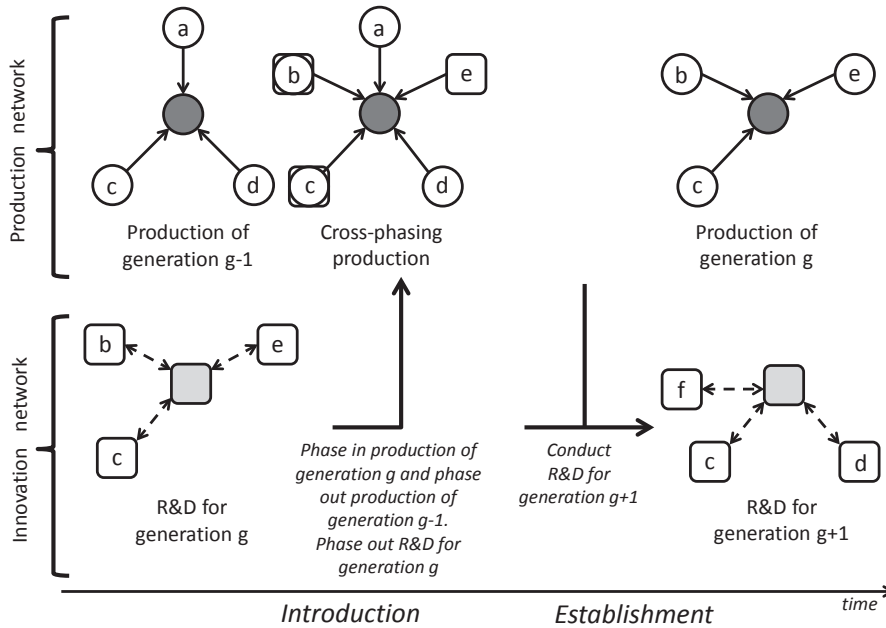 Production network
a
c
d
Production of
generation g-1
a
b
e
c
d
Cross-phasing
production
b
e
c
Production of
generation g
Innovation network
b
e
c
R&D for
generation g
Phase in production of
generation g and phase
out production of
generation g-1.
Phase out R&D for
generation g
Conduct
R&D for
generation g+1
f
c
d
R&D for
generation g+1
time
Introduction
Establishment